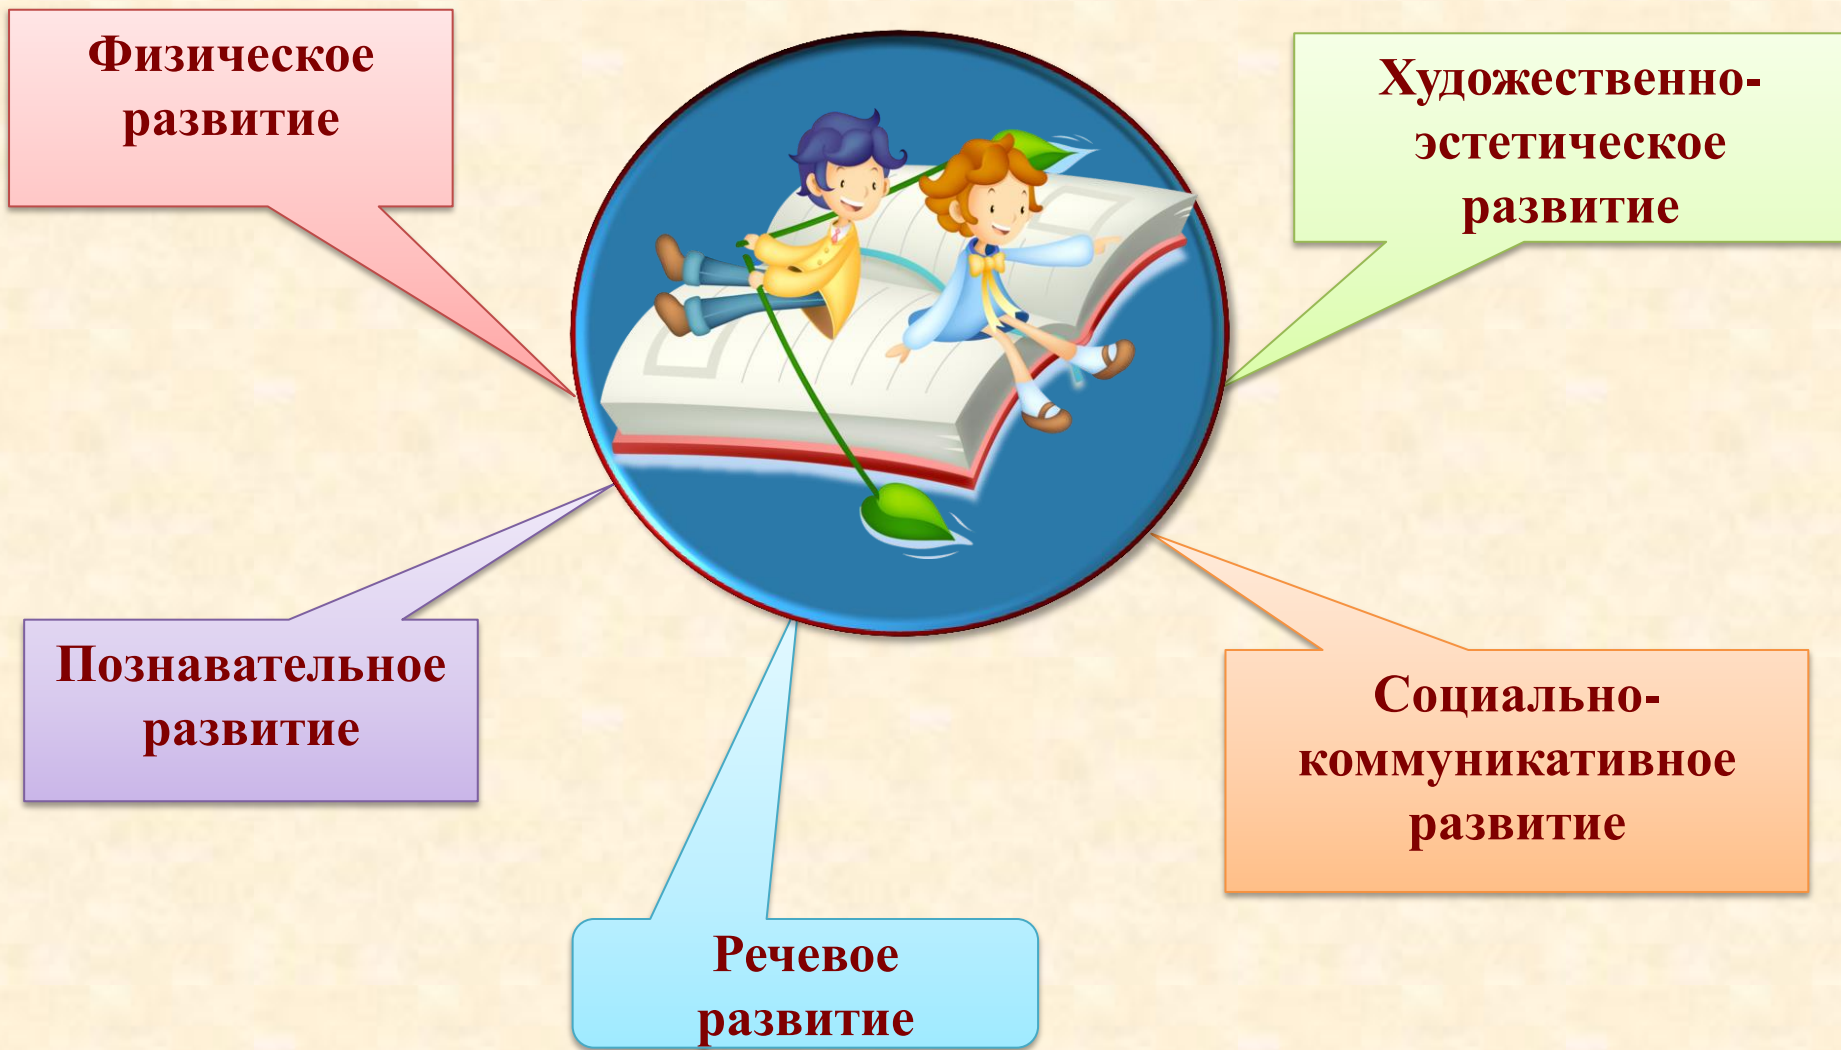 Физическое
развитие
Художественно-
эстетическое
развитие
Познавательное
развитие
Социально-
коммуникативное
развитие
Речевое
развитие